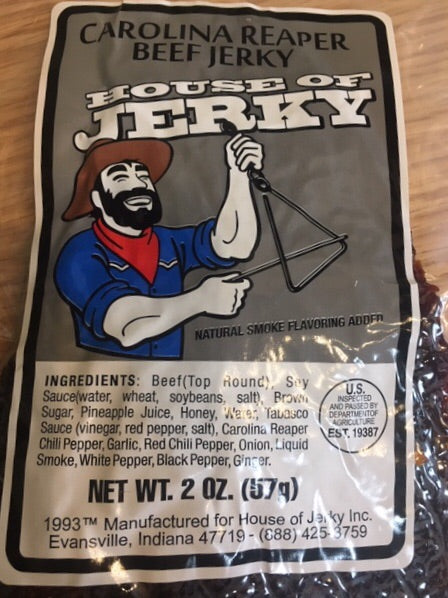 CAROLINA REAPER
BEEF JERKY
HOUSE OF
JERKY
NATURAL SMOKE FLAVORING ADDED
INGREDIENTS: Beef(Top Round), Soy
Sauce(water, wheat, soybeans, salt), Brown
Sugar, Pineapple Juice, Honey, Water, Tabasco
Sauce (vinegar, red pepper, salt), Carolina Reaper
Chili Pepper, Garlic, Red Chili Pepper, Onion, Liquid
Smoke, White Pepper, Black Pepper, Ginger.
U.S.
INSPECTED
AND PASSED BY
DEPARTMENT OF
AGRICULTURE
EST. 19387
NET WT. 2 OZ. (57g)
1993™ Manufactured for House of Jerky Inc.
Evansville, Indiana 47719 - (888) 425-3759